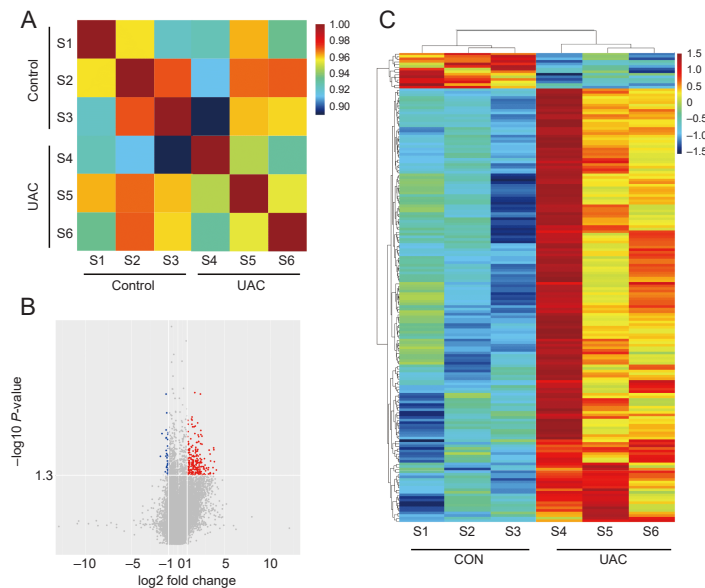 A
S1
S2
S3
S4
S5
S6
Control
UAC
S1 S2 S3 S4 S5 S6
Control UAC
1.00
0.98
0.96
0.94
0.92
0.90
B
–log10 P-value
1.3
–10 –5 –1 0 1 5 10
log2 fold change
C
1.5
1.0
0.5
0
–0.5
–1.0
–1.5
S1 S2 S3 S4 S5 S6
CON UAC